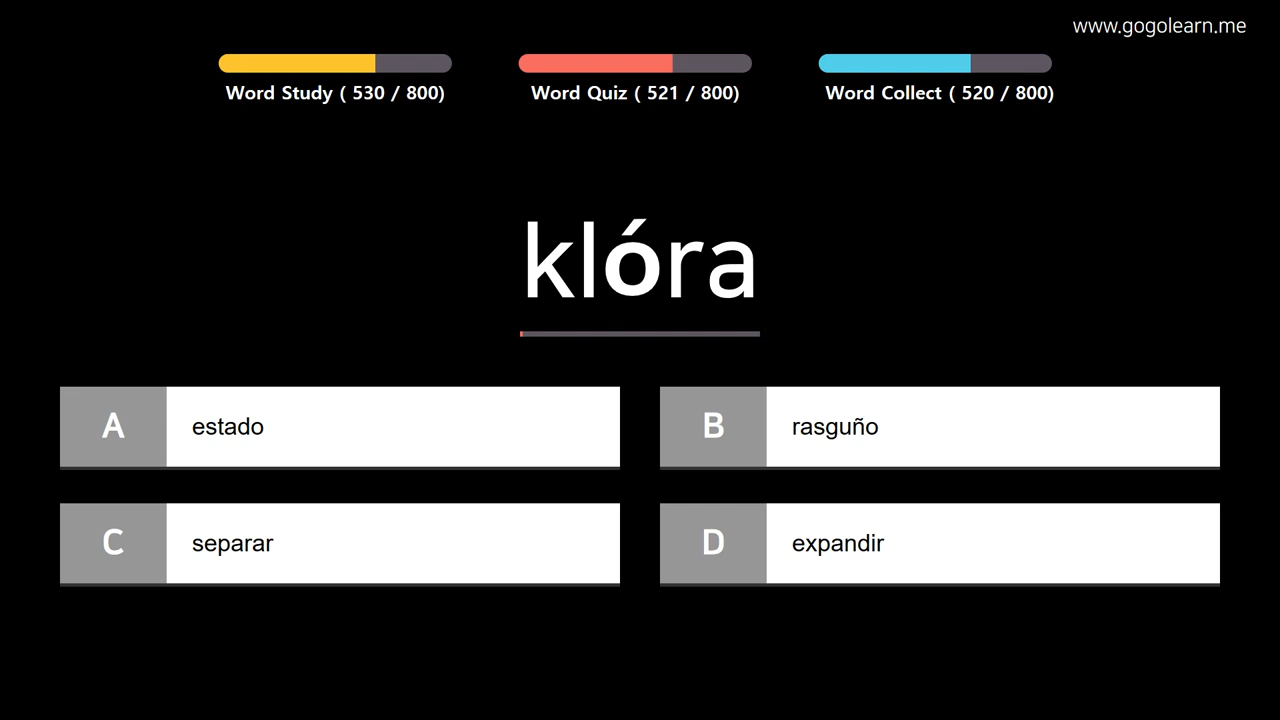 www.gogolearn.me
Word Study ( 530 / 800)
Word Quiz ( 521 / 800)
Word Collect ( 520 / 800)
klóra
A estado
B rasguño
C separar
D expandir